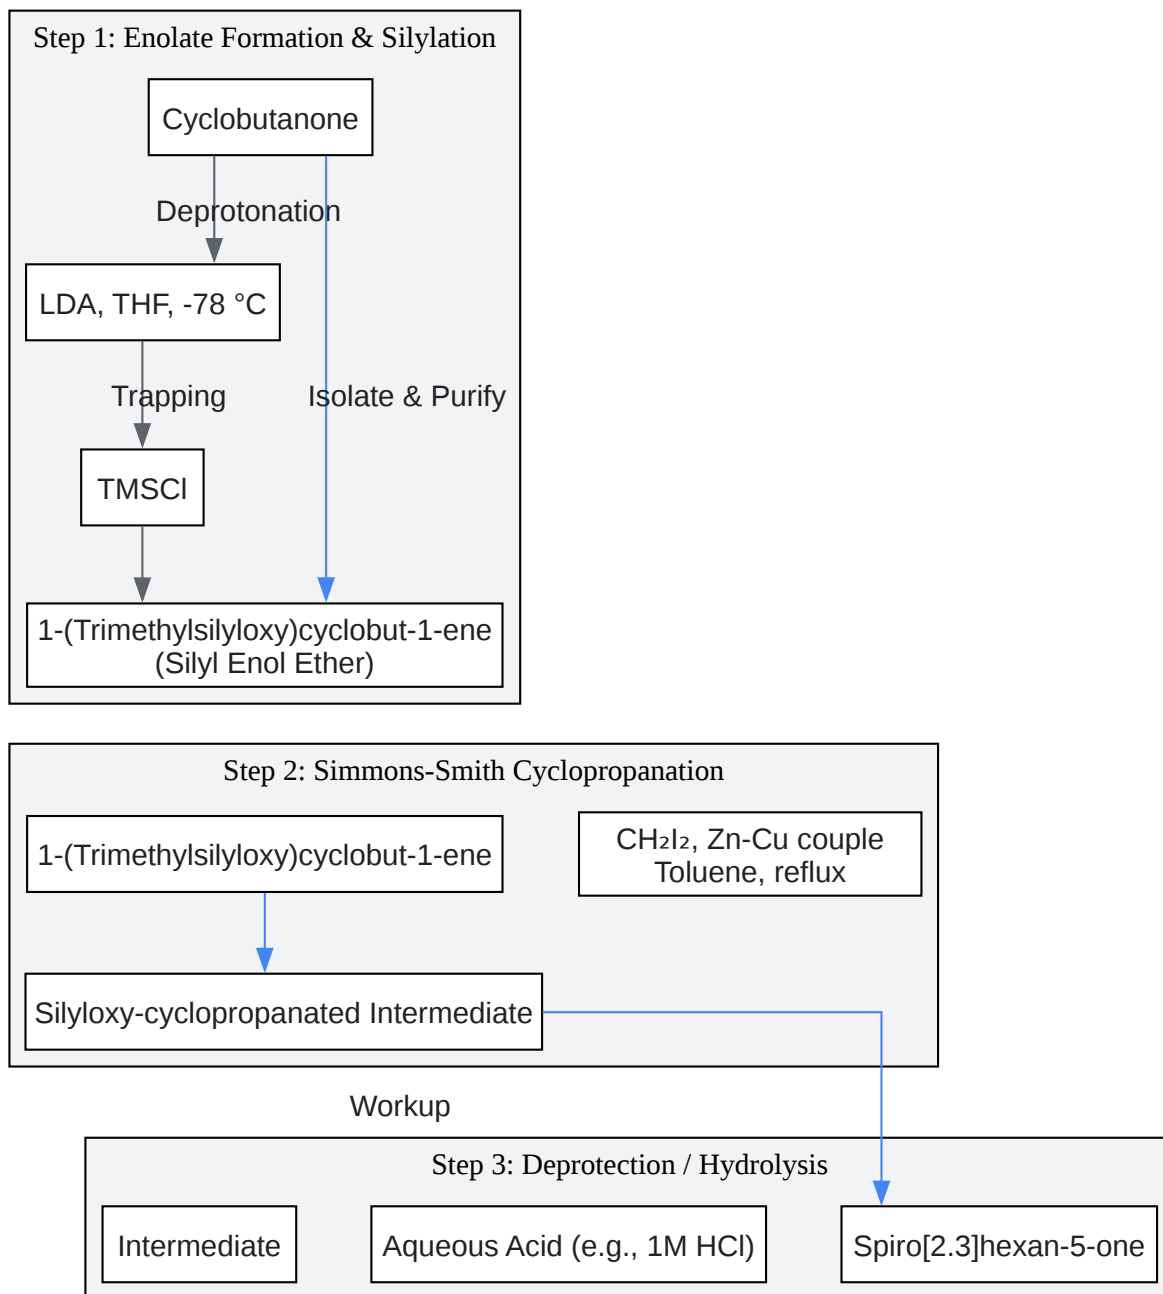 Step 1: Enolate Formation & Silylation
Cyclobutanone
Deprotonation
LDA, THF, -78 °C
Trapping
Isolate & Purify
TMSCl
1-(Trimethylsilyloxy)cyclobut-1-ene
(Silyl Enol Ether)
Step 2: Simmons-Smith Cyclopropanation
1-(Trimethylsilyloxy)cyclobut-1-ene
CH₂I₂, Zn-Cu couple
Toluene, reflux
Silyloxy-cyclopropanated Intermediate
Workup
Step 3: Deprotection / Hydrolysis
Intermediate
Aqueous Acid (e.g., 1M HCl)
Spiro[2.3]hexan-5-one